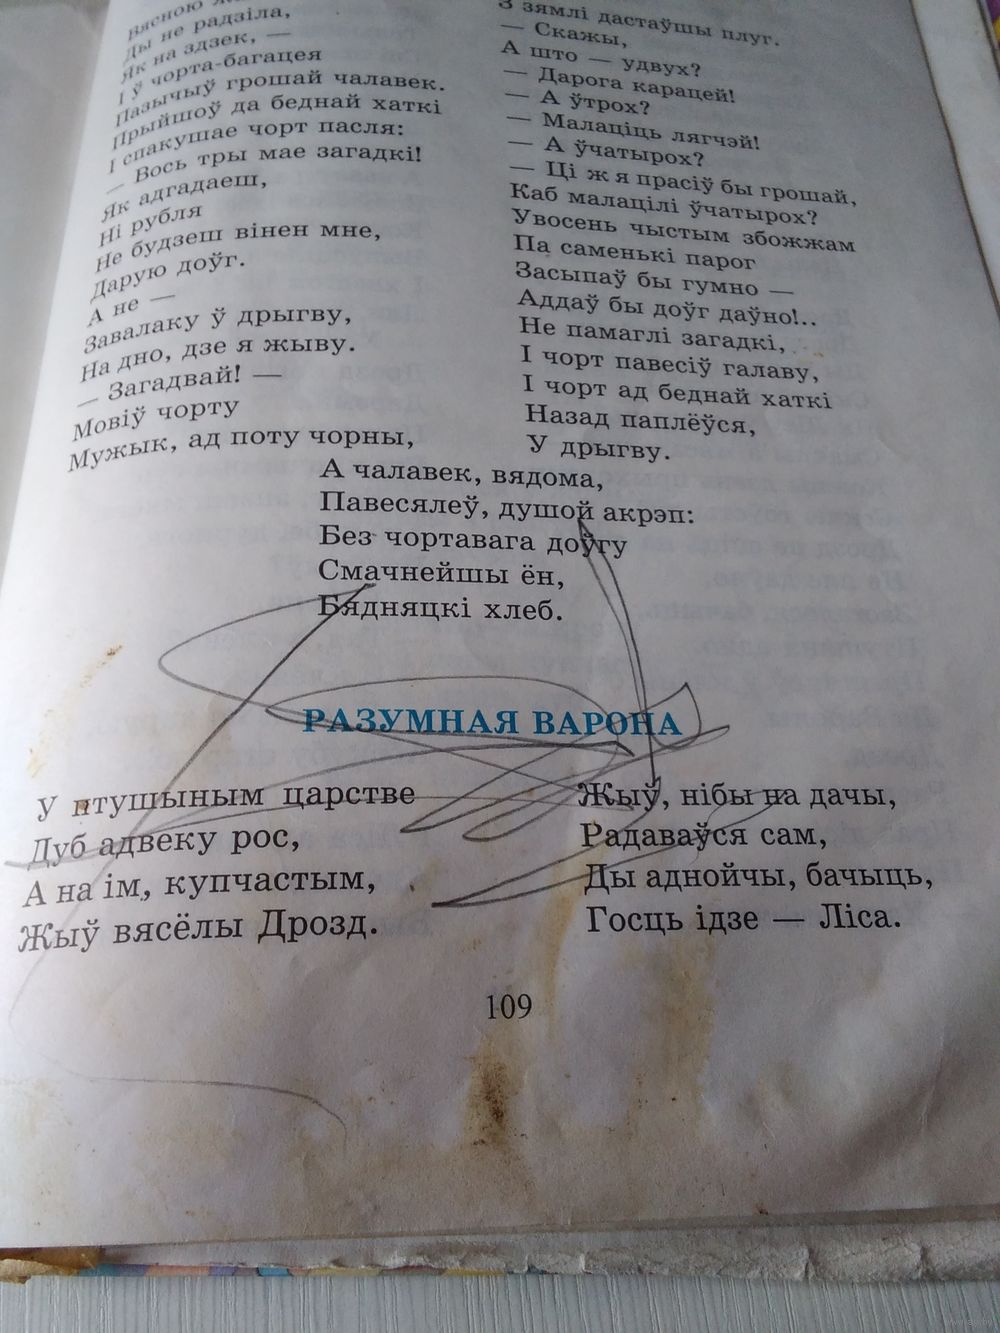 Вясною
Ды не радзіла,
Як на здзек, —
І ў чорта-багацея
Пазычыў грошай чалавек.
Прыйшоў да беднай хаткі
І спакушае чорт пасля:
— Вось тры мае загадкі!
Як адгадаеш,
Ні рубля
Не будзеш вінен мне,
Дарую доўг.
А не —
Завалаку ў дрыгву,
На дно, дзе я жыву.
— Загадвай! —
Мовіў чорту
Мужык, ад поту чорны,
З зямлі дастаўшы плуг.
— Скажы,
А што — удвух?
— Дарога карацей!
— А ўтрох?
— Малаціць лягчэй!
— А ўчатырох?
— Ці ж я прасіў бы грошай,
Каб малацілі ўчатырох?
Увосень чыстым збожжам
Па саменькі парог
Засыпаў бы гумно —
Аддаў бы доўг даўно!..
Не памаглі загадкі,
І чорт павесіў галаву,
І чорт ад беднай хаткі
Назад паплёўся,
У дрыгву.
А чалавек, вядома,
Павесялеў, душой акрэп:
Без чортавага доўгу
Смачнейшы ён,
Бядняцкі хлеб.
РАЗУМНАЯ ВАРОНА
У птушыным царстве
Дуб адвеку рос,
А на ім, купчастым,
Жыў вясёлы Дрозд.
Жыў, нібы на дачы,
Радаваўся сам,
Ды аднойчы, бачыць,
Госць ідзе — Ліса.
109